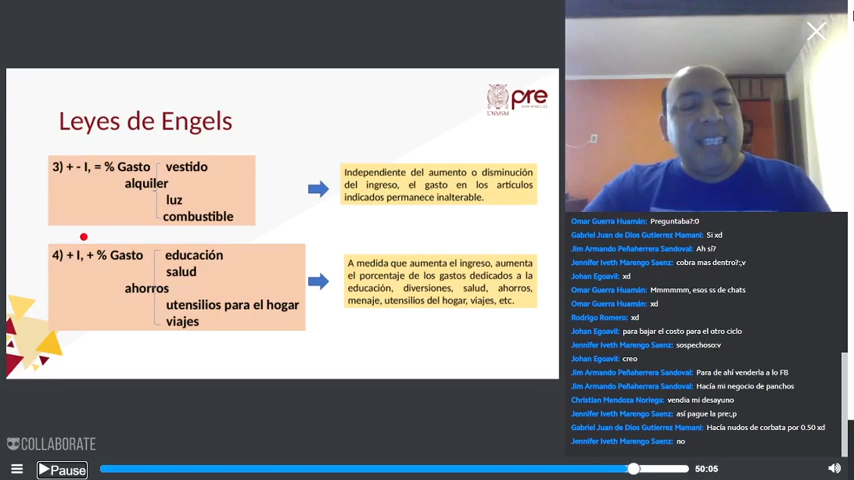 Leyes de Engels
pre
UNMSM
3) + - I, = % Gasto vestido
alquiler
luz
combustible
Independiente del aumento o disminución
del ingreso, el gasto en los artículos
indicados permanece inalterable.
4) + I, + % Gasto educación
salud
ahorros
utensilios para el hogar
viajes
A medida que aumenta el ingreso, aumenta
el porcentaje de los gastos dedicados a la
educación, diversiones, salud, ahorros,
menaje, utensilios del hogar, viajes, etc.
Omar Guerra Huamán: Preguntaba?:0
Gabriel Juan de Dios Gutierrez Mamani: Si xd
Jim Armando Peñaherrera Sandoval: Ah sí?
Jennifer Iveth Marengo Saenz: cobra mas dentro?:;v
Johan Egoavil: xd
Omar Guerra Huamán: Mmmmmm, esos ss de chats
Omar Guerra Huamán: xd
Rodrigo Romero: xd
Johan Egoavil: para bajar el costo para el otro ciclo
Jennifer Iveth Marengo Saenz: sospechoso:v
Johan Egoavil: creo
Jim Armando Peñaherrera Sandoval: Para de ahí venderla a lo FB
Jim Armando Peñaherrera Sandoval: Hacía mi negocio de panchos
Christian Mendoza Noriega: vendia mi desayuno
Jennifer Iveth Marengo Saenz: así pague la pre:,p
Gabriel Juan de Dios Gutierrez Mamani: Hacía nudos de corbata por 0.50 xd
Jennifer Iveth Marengo Saenz: no
COLLABORATE
Pause
50:05